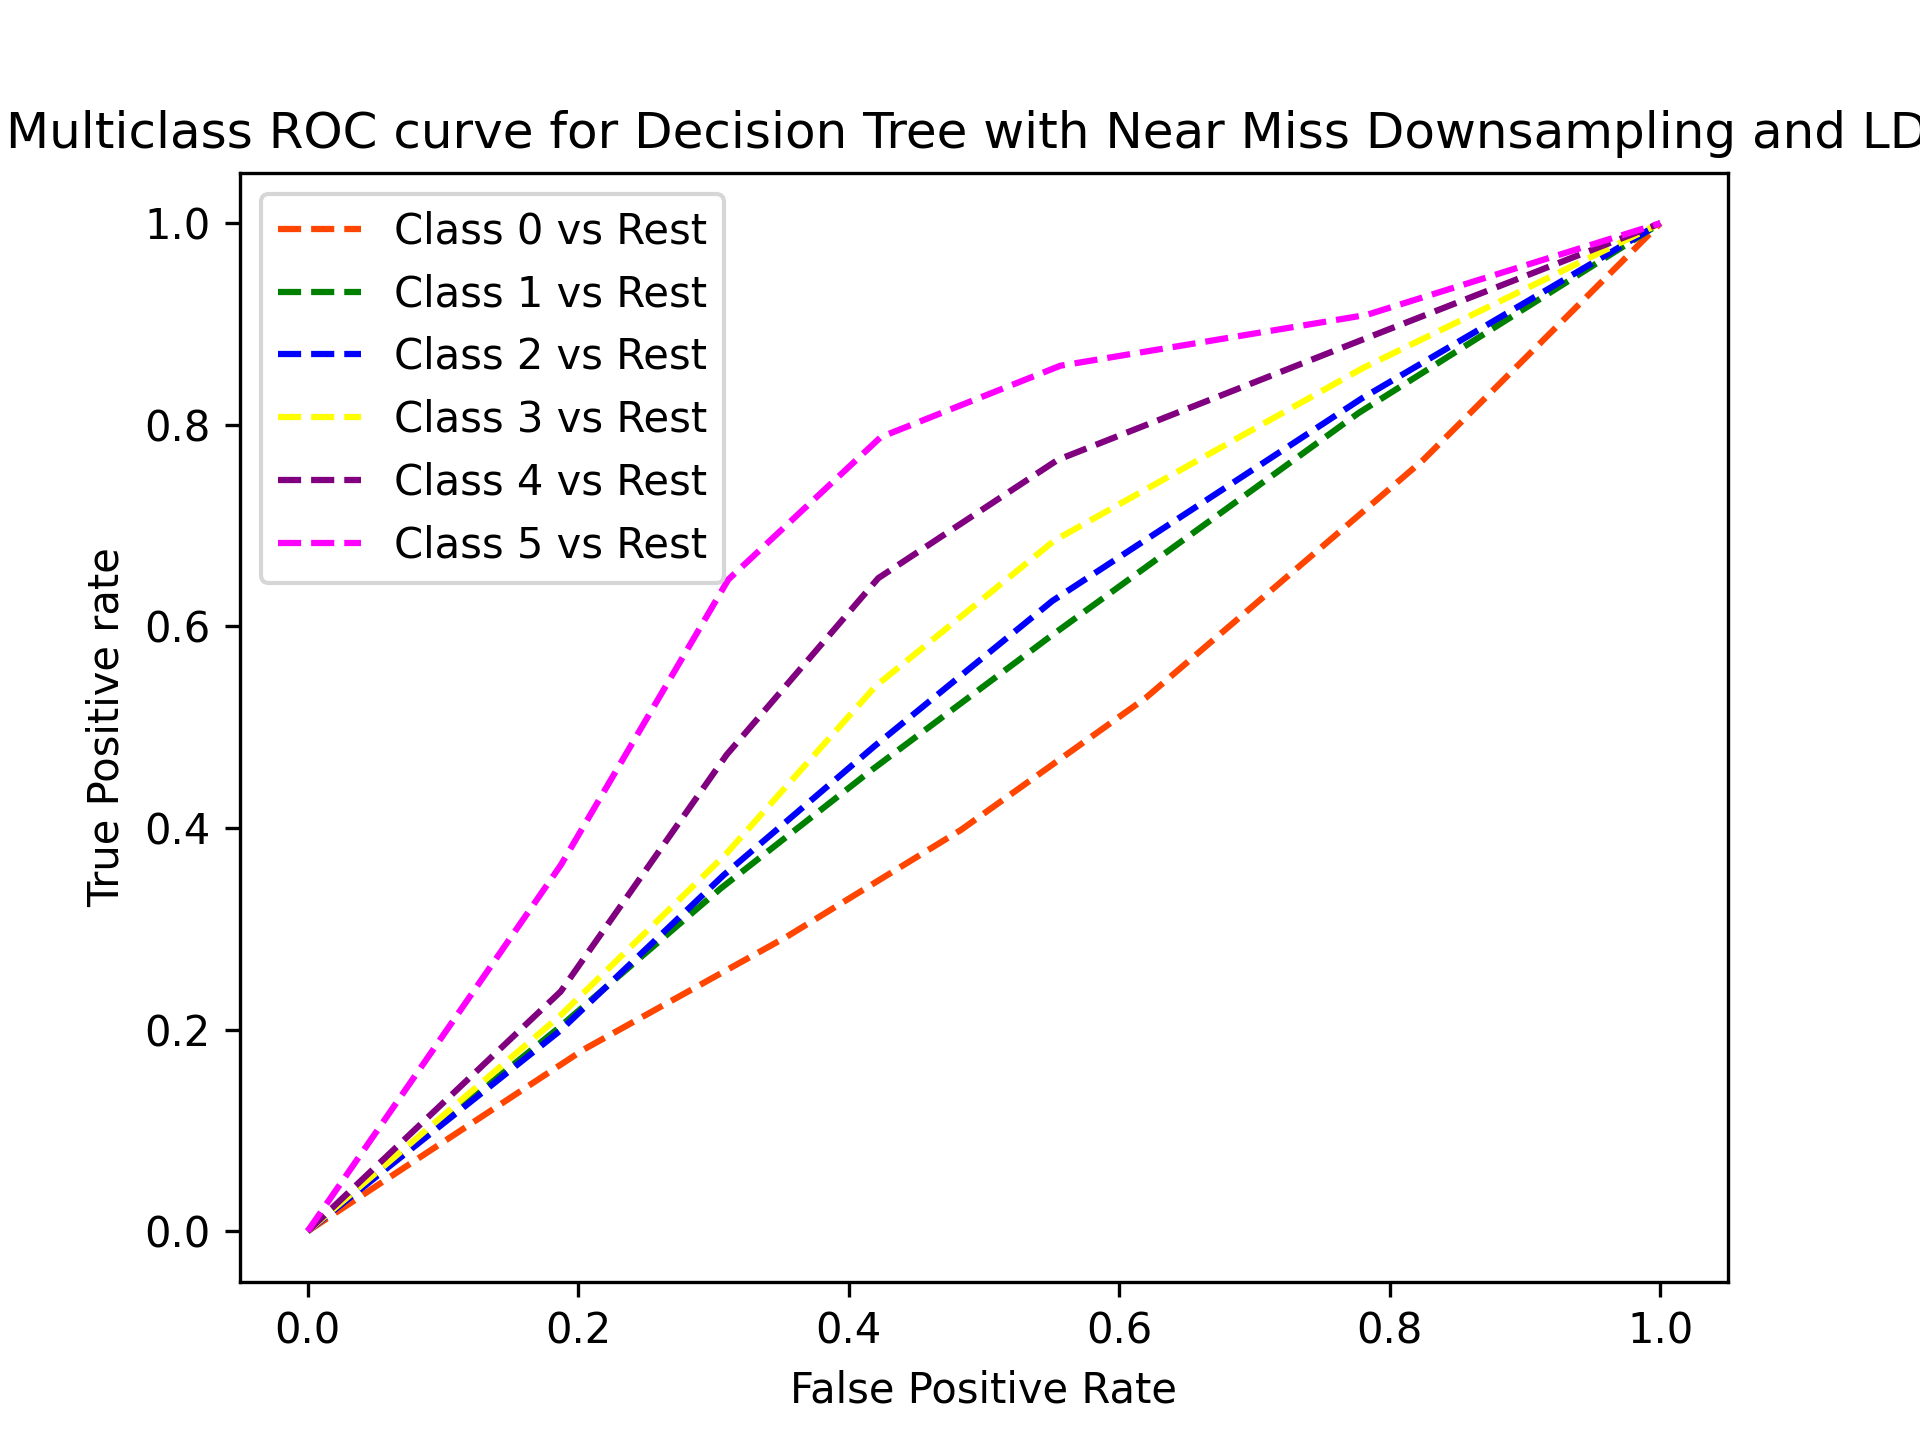 Multiclass ROC curve for Decision Tree with Near Miss Downsampling and LD
Class 0 vs Rest
Class 1 vs Rest
Class 2 vs Rest
Class 3 vs Rest
Class 4 vs Rest
Class 5 vs Rest
True Positive rate
1.0
0.8
0.6
0.4
0.2
0.0
0.0 0.2 0.4 0.6 0.8 1.0
False Positive Rate